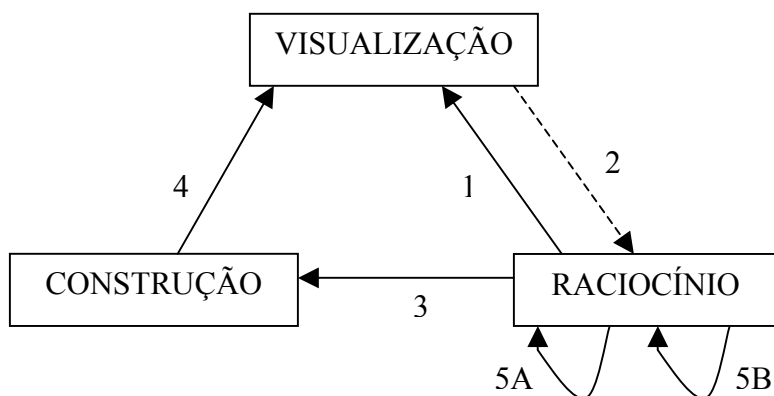 VISUALIZAÇÃO
4
1
2
CONSTRUÇÃO
RACIOCÍNIO
3
5A
5B